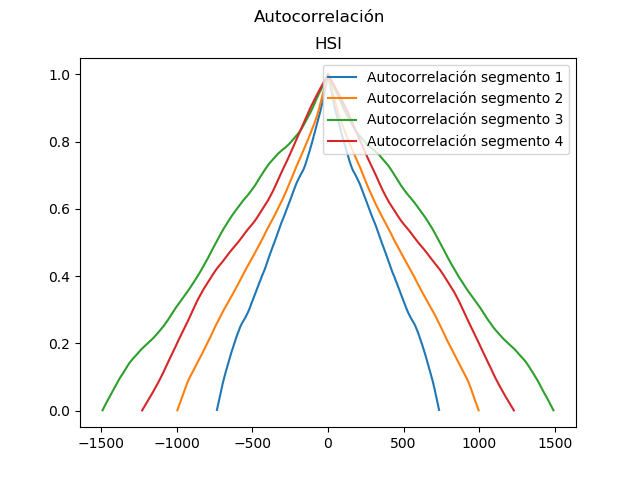 Autocorrelación
HSI
Autocorrelación segmento 1
Autocorrelación segmento 2
Autocorrelación segmento 3
Autocorrelación segmento 4
1.0
0.8
0.6
0.4
0.2
0.0
−1500 −1000 −500 0 500 1000 1500